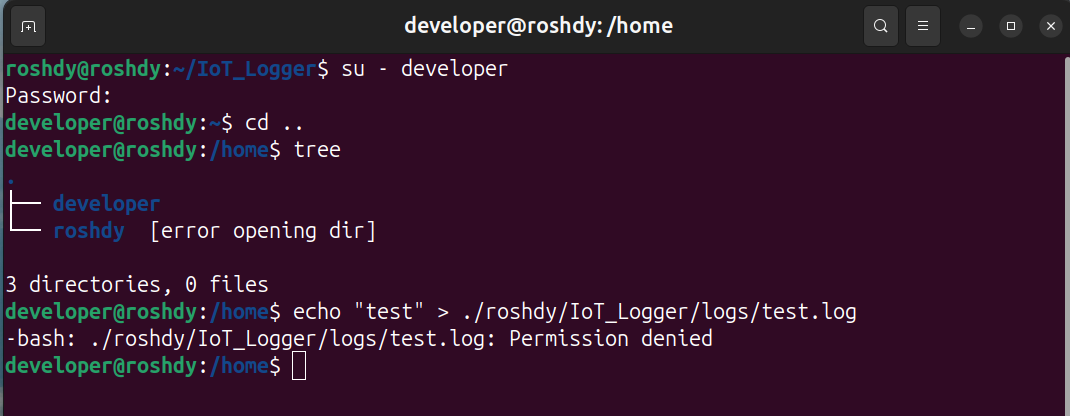 developer@roshdy: /home
roshdy@roshdy:~/IoT_Logger$ su - developer
Password:
developer@roshdy:~$ cd ..
developer@roshdy:/home$ tree
.
├── developer
└── roshdy  [error opening dir]
3 directories, 0 files
developer@roshdy:/home$ echo "test" > ./roshdy/IoT_Logger/logs/test.log
-bash: ./roshdy/IoT_Logger/logs/test.log: Permission denied
developer@roshdy:/home$